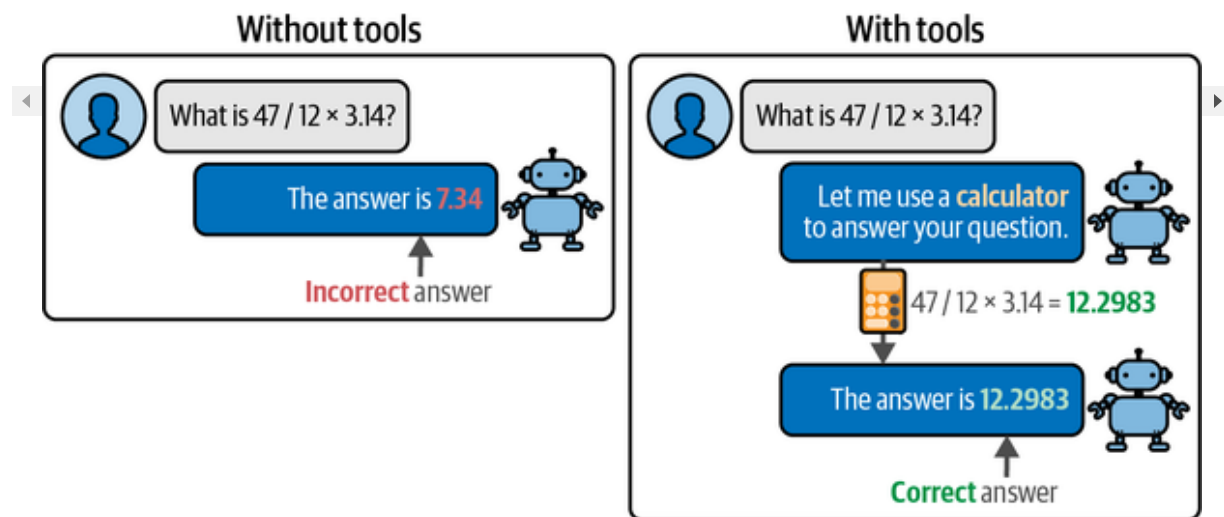 Without tools
What is 47 / 12 × 3.14?
The answer is 7.34
Incorrect answer
With tools
What is 47 / 12 × 3.14?
Let me use a calculator
to answer your question.
47 / 12 × 3.14 = 12.2983
The answer is 12.2983
Correct answer